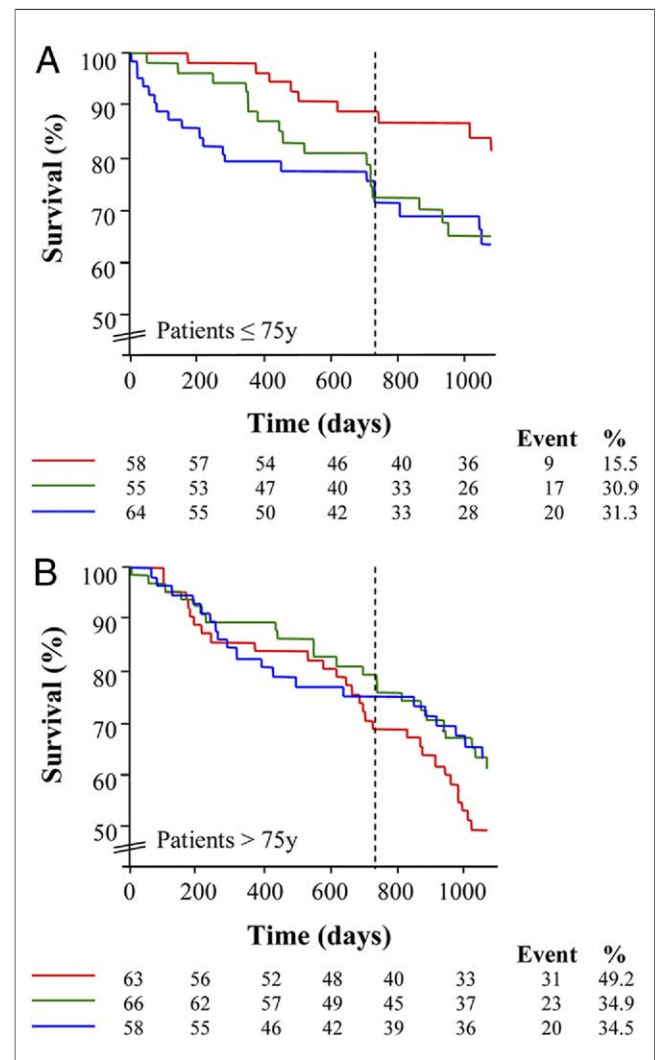 A
100
90
80
70
60
50
Survival (%)
Patients ≤ 75y
0 200 400 600 800 1000
Time (days)
Event %
58 57 54 46 40 36 9 15.5
55 53 47 40 33 26 17 30.9
64 55 50 42 33 28 20 31.3
B
100
90
80
70
60
50
Survival (%)
Patients > 75y
0 200 400 600 800 1000
Time (days)
Event %
63 56 52 48 40 33 31 49.2
66 62 57 49 45 37 23 34.9
58 55 46 42 39 36 20 34.5